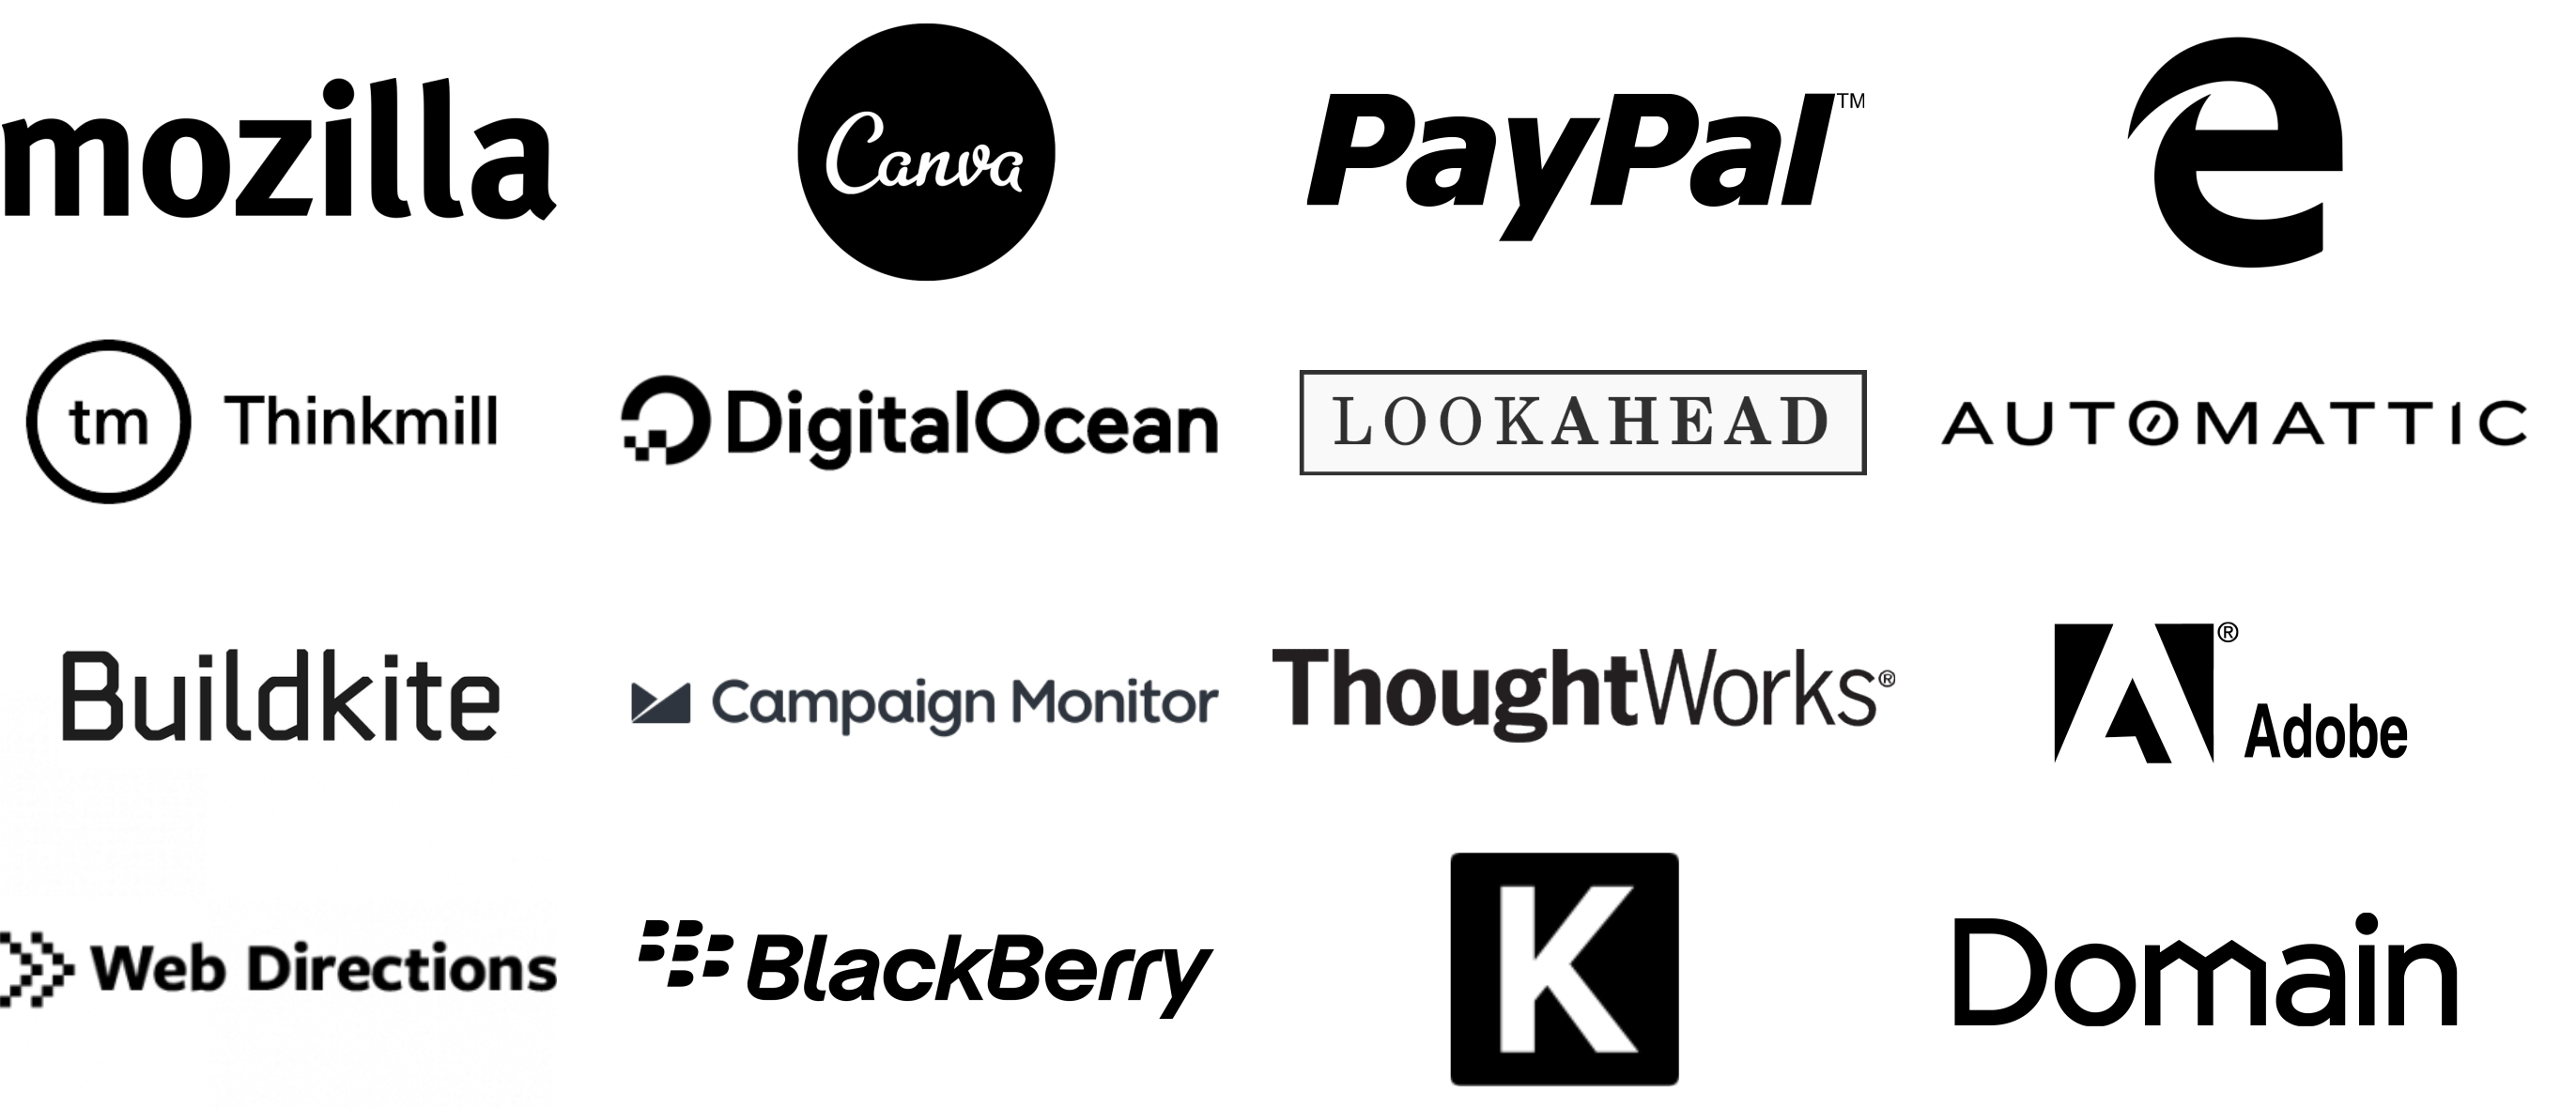 mozilla
Canva
PayPal™
e
tm Thinkmill
DigitalOcean
LOOKAHEAD
AUTOMATTIC
Buildkite
Campaign Monitor
ThoughtWorks®
® Adobe
Web Directions
BlackBerry
K
Domain